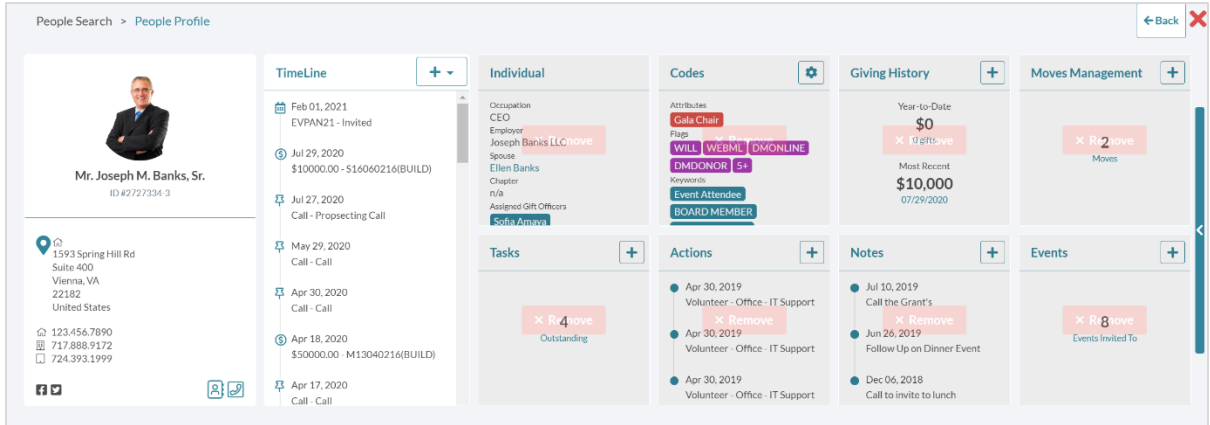 People Search > People Profile
Back
Mr. Joseph M. Banks, Sr.
ID #2727334-3
1593 Spring Hill Rd
Suite 400
Vienna, VA
22182
United States
123.456.7890
717.888.9172
724.393.1999
TimeLine
Feb 01, 2021
EVPAN21 - Invited
Jul 29, 2020
$10000.00 - S16060216(BUILD)
Jul 27, 2020
Call - Propsecting Call
May 29, 2020
Call - Call
Apr 30, 2020
Call - Call
Apr 18, 2020
$50000.00 - M13040216(BUILD)
Apr 17, 2020
Call - Call
Individual
Occupation
CEO
Employer
Joseph Banks LLC
Spouse
Ellen Banks
Chapter
n/a
Assigned Gift Officers
Sofia Amaya
× Remove
Codes
Attributes
Gala Chair
Flags
WILL WEBML DMONLINE
DMDONOR 5+
Keywords
Event Attendee
BOARD MEMBER
× Remove
Giving History
Year-to-Date
$0
0 gifts
Most Recent
$10,000
07/29/2020
× Remove
Moves Management
2
Moves
× Remove
Tasks
4
Outstanding
× Remove
Actions
Apr 30, 2019
Volunteer - Office - IT Support
Apr 30, 2019
Volunteer - Office - IT Support
Apr 30, 2019
Volunteer - Office - IT Support
× Remove
Notes
Jul 10, 2019
Call the Grant's
Jun 26, 2019
Follow Up on Dinner Event
Dec 06, 2018
Call to invite to lunch
× Remove
Events
8
Events Invited To
× Remove